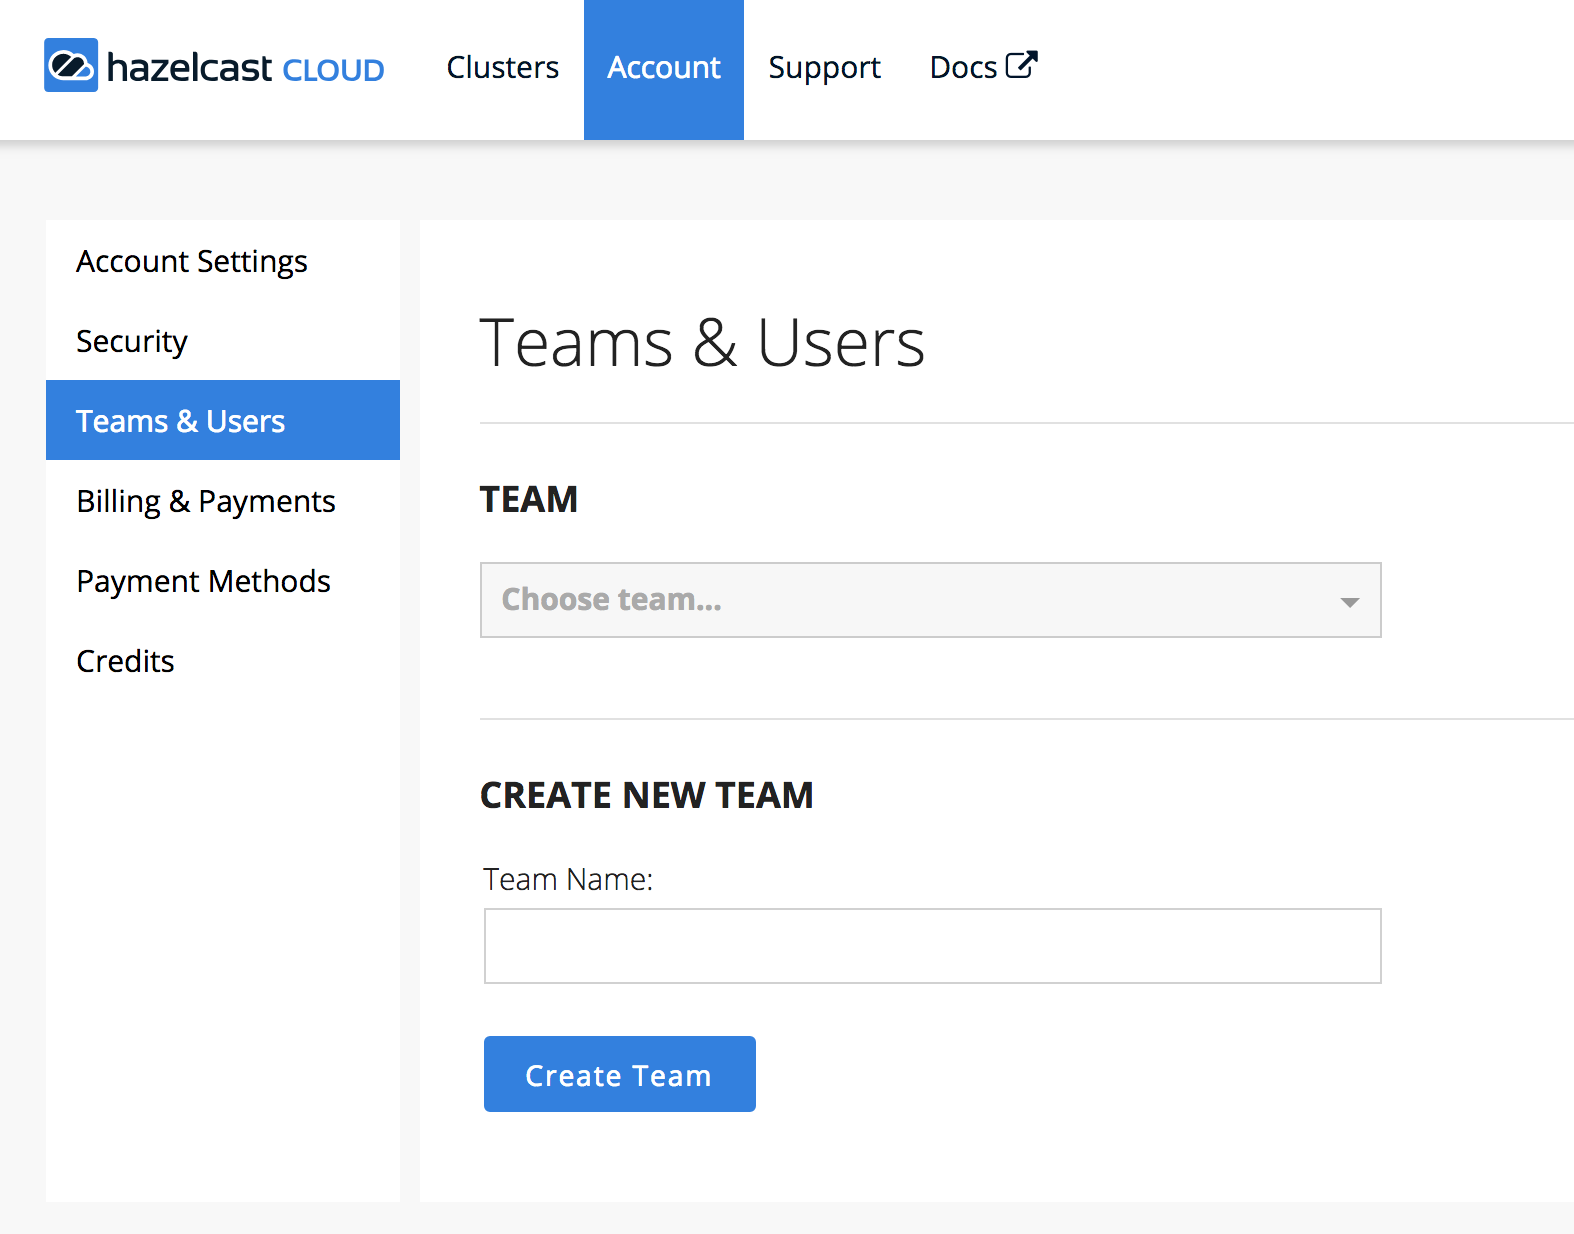 hazelcast CLOUD Clusters Account Support Docs
Account Settings
Security
Teams & Users
Billing & Payments
Payment Methods
Credits
Teams & Users
TEAM
Choose team...
CREATE NEW TEAM
Team Name:
Create Team